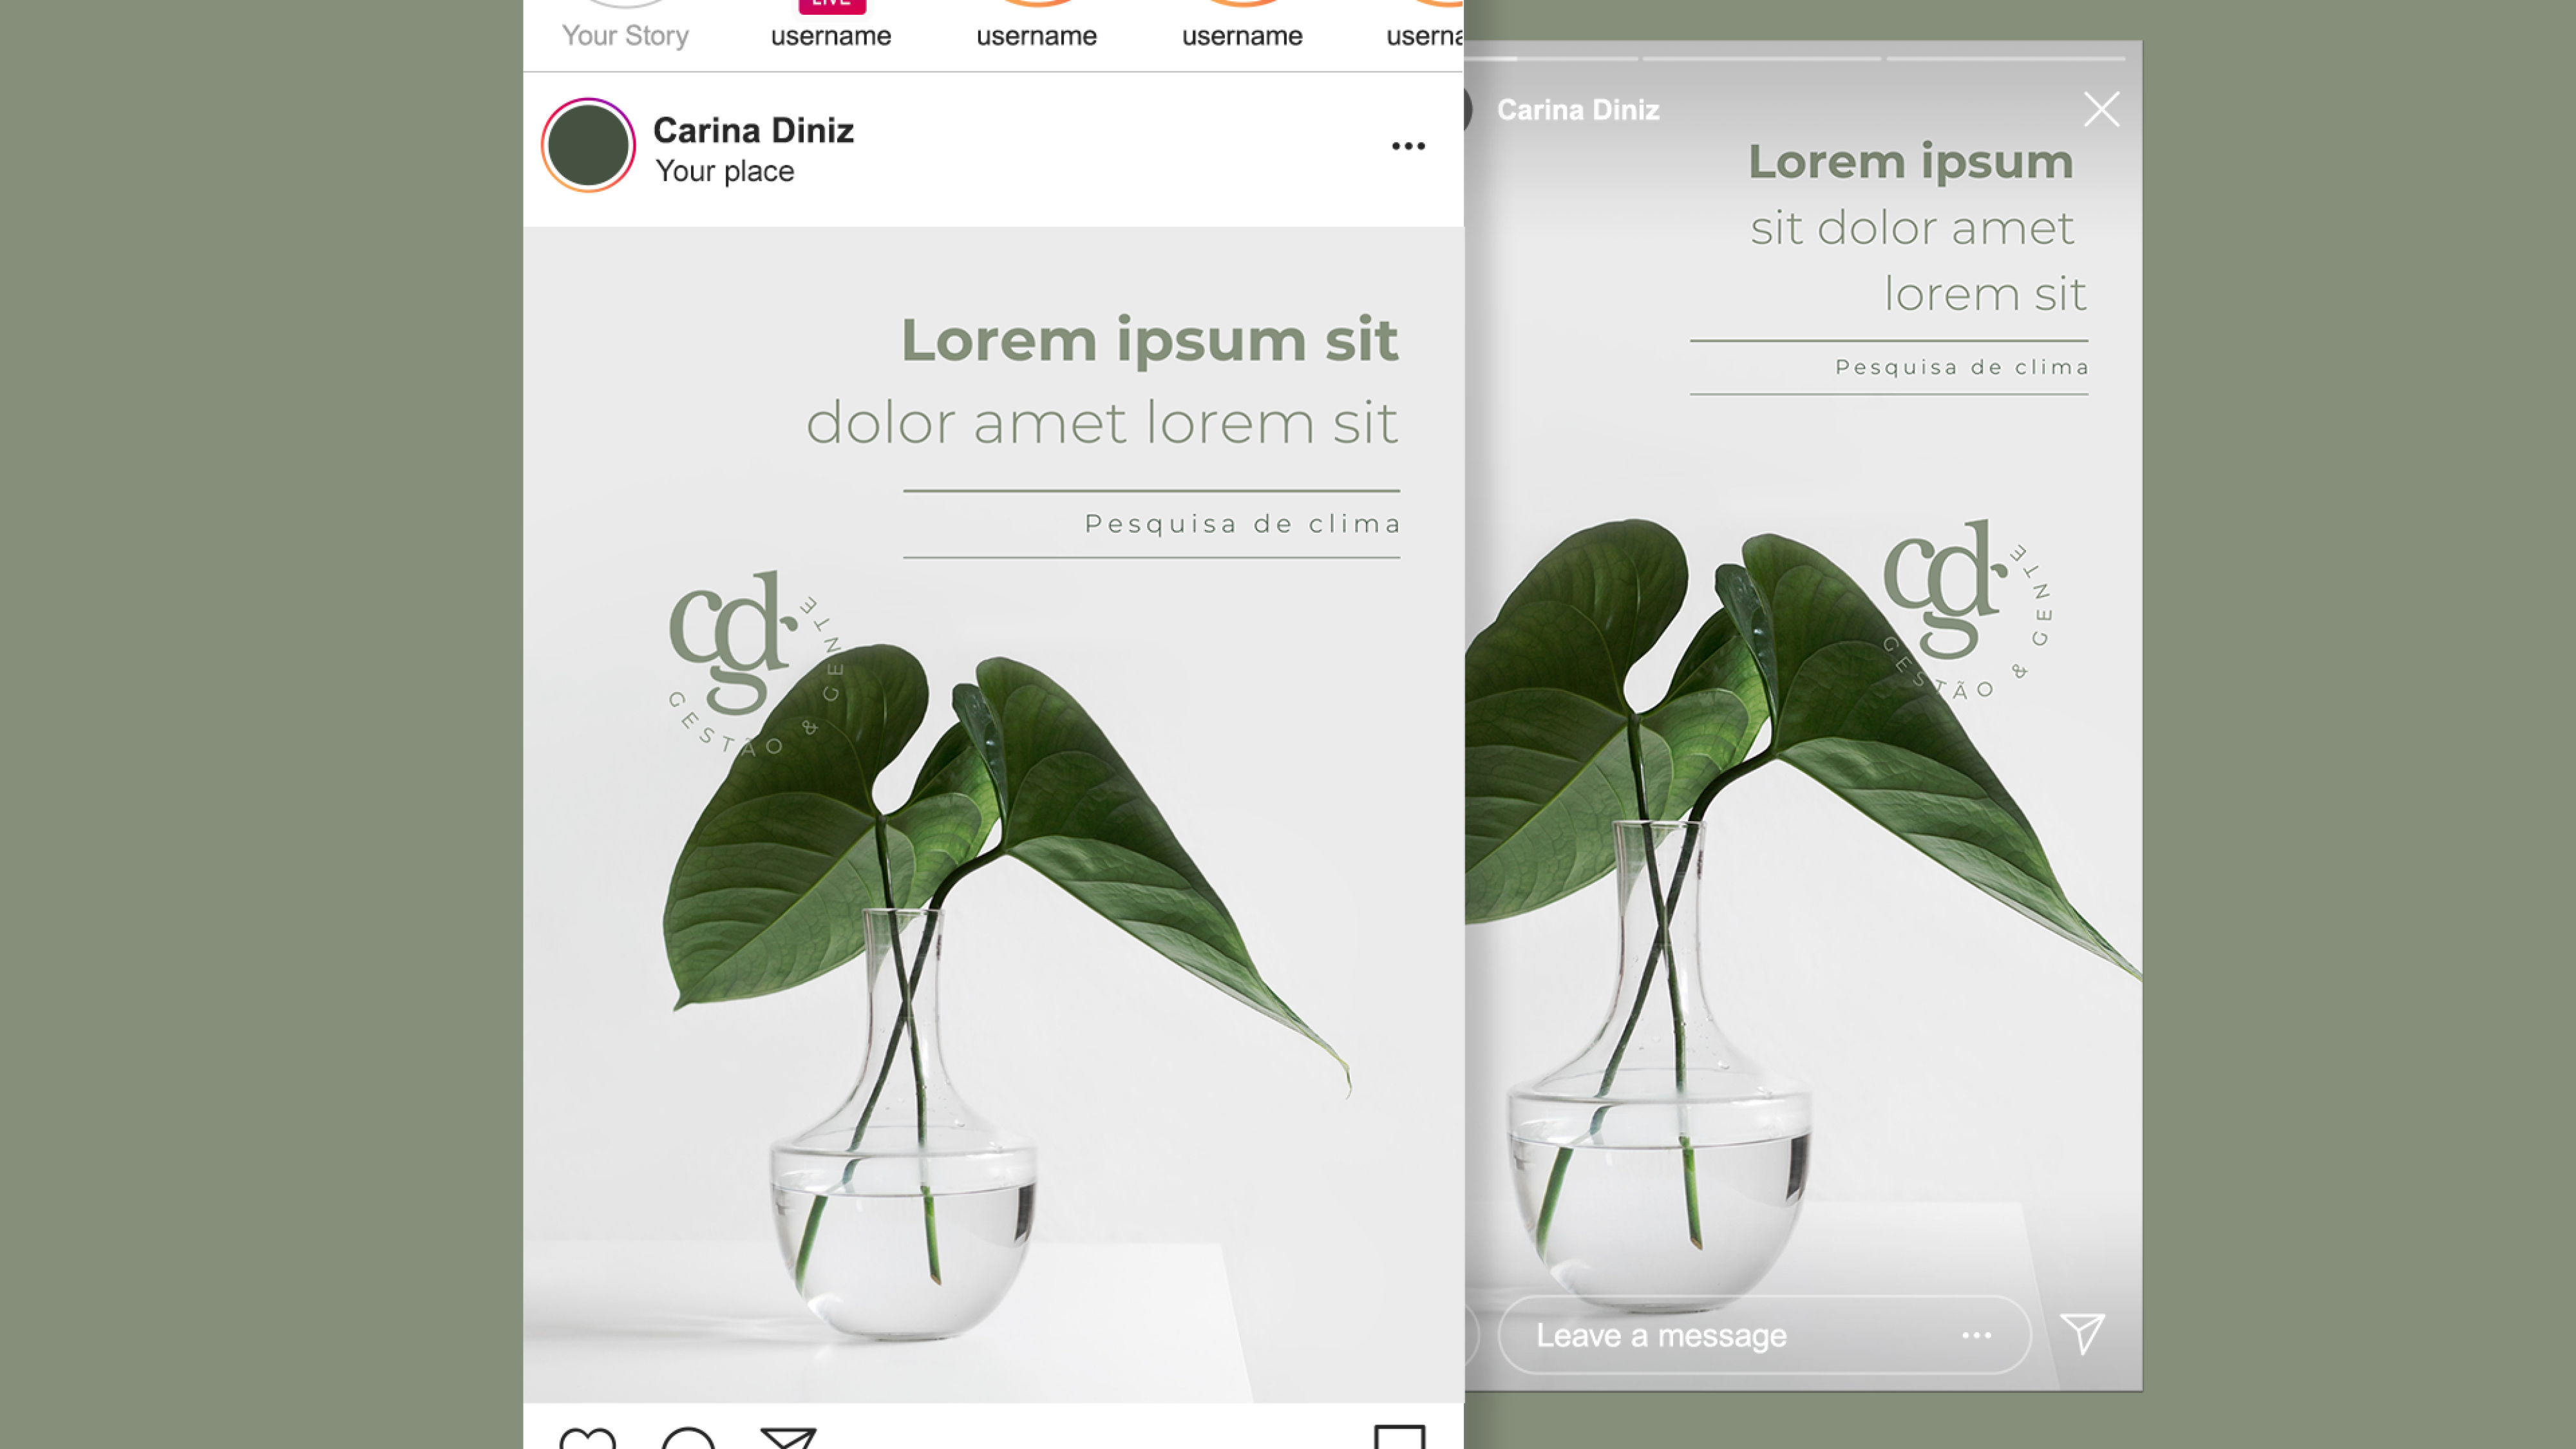 LIVE
Your Story
username
username
username
userna
Carina Diniz
Your place
Lorem ipsum sit
dolor amet lorem sit
Pesquisa de clima
cdg
GESTÃO & GENTE
Carina Diniz
Lorem ipsum
sit dolor amet
lorem sit
Pesquisa de clima
cdg
GESTÃO & GENTE
Leave a message